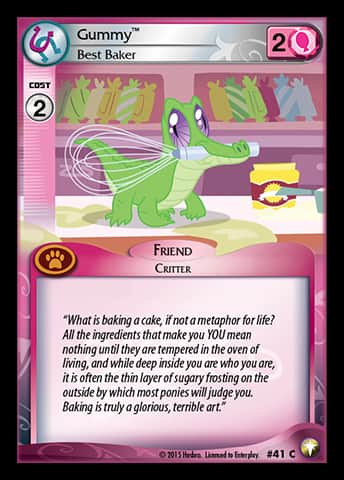 Gummy™
Best Baker
2
COST
2
FRIEND
CRITTER
“What is baking a cake, if not a metaphor for life?
All the ingredients that make you YOU mean
nothing until they are tempered in the oven of
living, and while deep inside you are who you are,
it is often the thin layer of sugary frosting on the
outside by which most ponies will judge you.
Baking is truly a glorious, terrible art.”
© 2015 Hasbro. Licensed to Enterplay.
#41 C